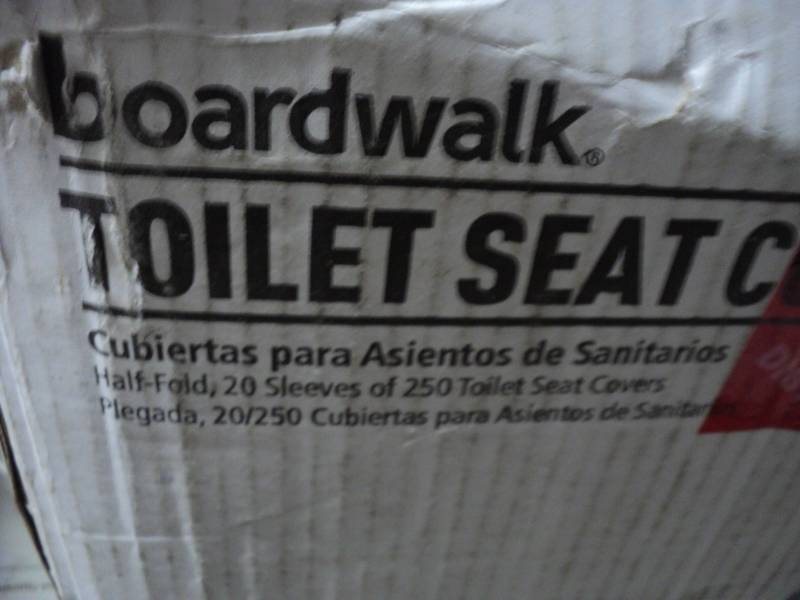 boardwalk®
TOILET SEAT C
Cubiertas para Asientos de Sanitarios
Half-Fold, 20 Sleeves of 250 Toilet Seat Covers
Plegada, 20/250 Cubiertas para Asientos de Sanitarios